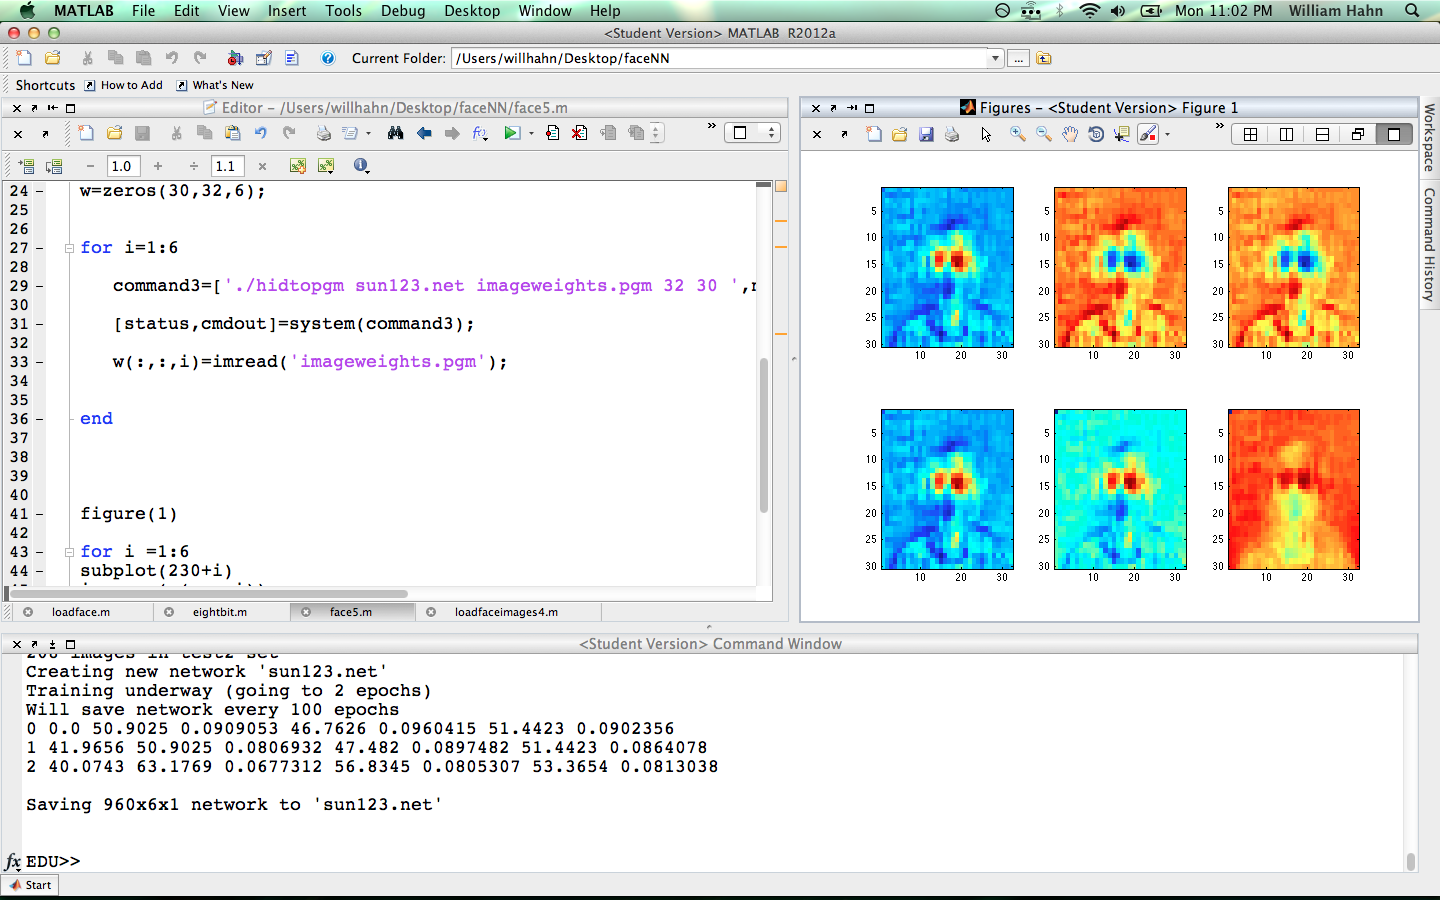 MATLAB File Edit View Insert Tools Debug Desktop Window Help Mon 11:02 PM William Hahn
<Student Version> MATLAB R2012a
Current Folder: /Users/willhahn/Desktop/faceNN
Shortcuts How to Add What's New
Editor – /Users/willhahn/Desktop/faceNN/face5.m
1.0 1.1
24 w=zeros(30,32,6);
25
26
27 for i=1:6
28
29 command3=['./hidtopgm sun123.net imageweights.pgm 32 30 ',
30
31 [status,cmdout]=system(command3);
32
33 w(:,:,i)=imread('imageweights.pgm');
34
35
36 end
37
38
39
40
41 figure(1)
42
43 for i =1:6
44 subplot(230+i)
loadface.m eightbit.m face5.m loadfaceimages4.m
Figures – <Student Version> Figure 1
5 10 15 20 25 30
10 20 30
5 10 15 20 25 30
10 20 30
5 10 15 20 25 30
10 20 30
5 10 15 20 25 30
10 20 30
5 10 15 20 25 30
10 20 30
5 10 15 20 25 30
10 20 30
Workspace
Command History
<Student Version> Command Window
208 images in test2 set
Creating new network 'sun123.net'
Training underway (going to 2 epochs)
Will save network every 100 epochs
0 0.0 50.9025 0.0909053 46.7626 0.0960415 51.4423 0.0902356
1 41.9656 50.9025 0.0806932 47.482 0.0897482 51.4423 0.0864078
2 40.0743 63.1769 0.0677312 56.8345 0.0805307 53.3654 0.0813038
Saving 960x6x1 network to 'sun123.net'
fx EDU>>
Start